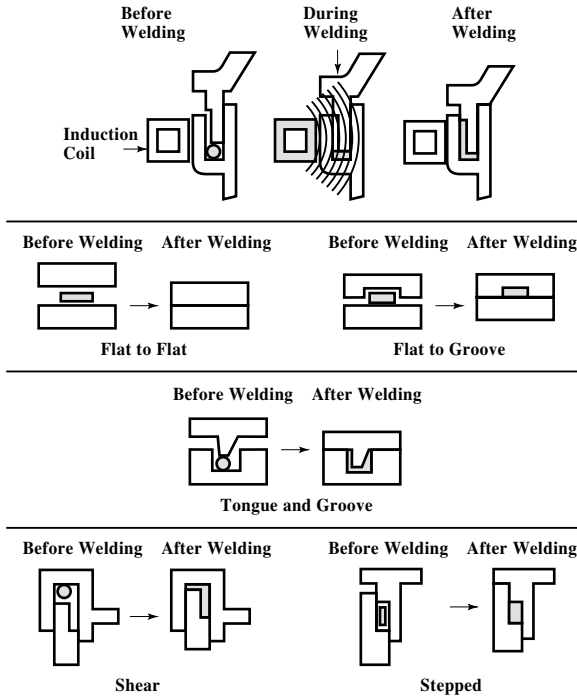 Before
Welding
During
Welding
After
Welding
Induction
Coil
Before Welding After Welding
Before Welding After Welding
Flat to Flat
Flat to Groove
Before Welding After Welding
Tongue and Groove
Before Welding After Welding
Before Welding After Welding
Shear
Stepped